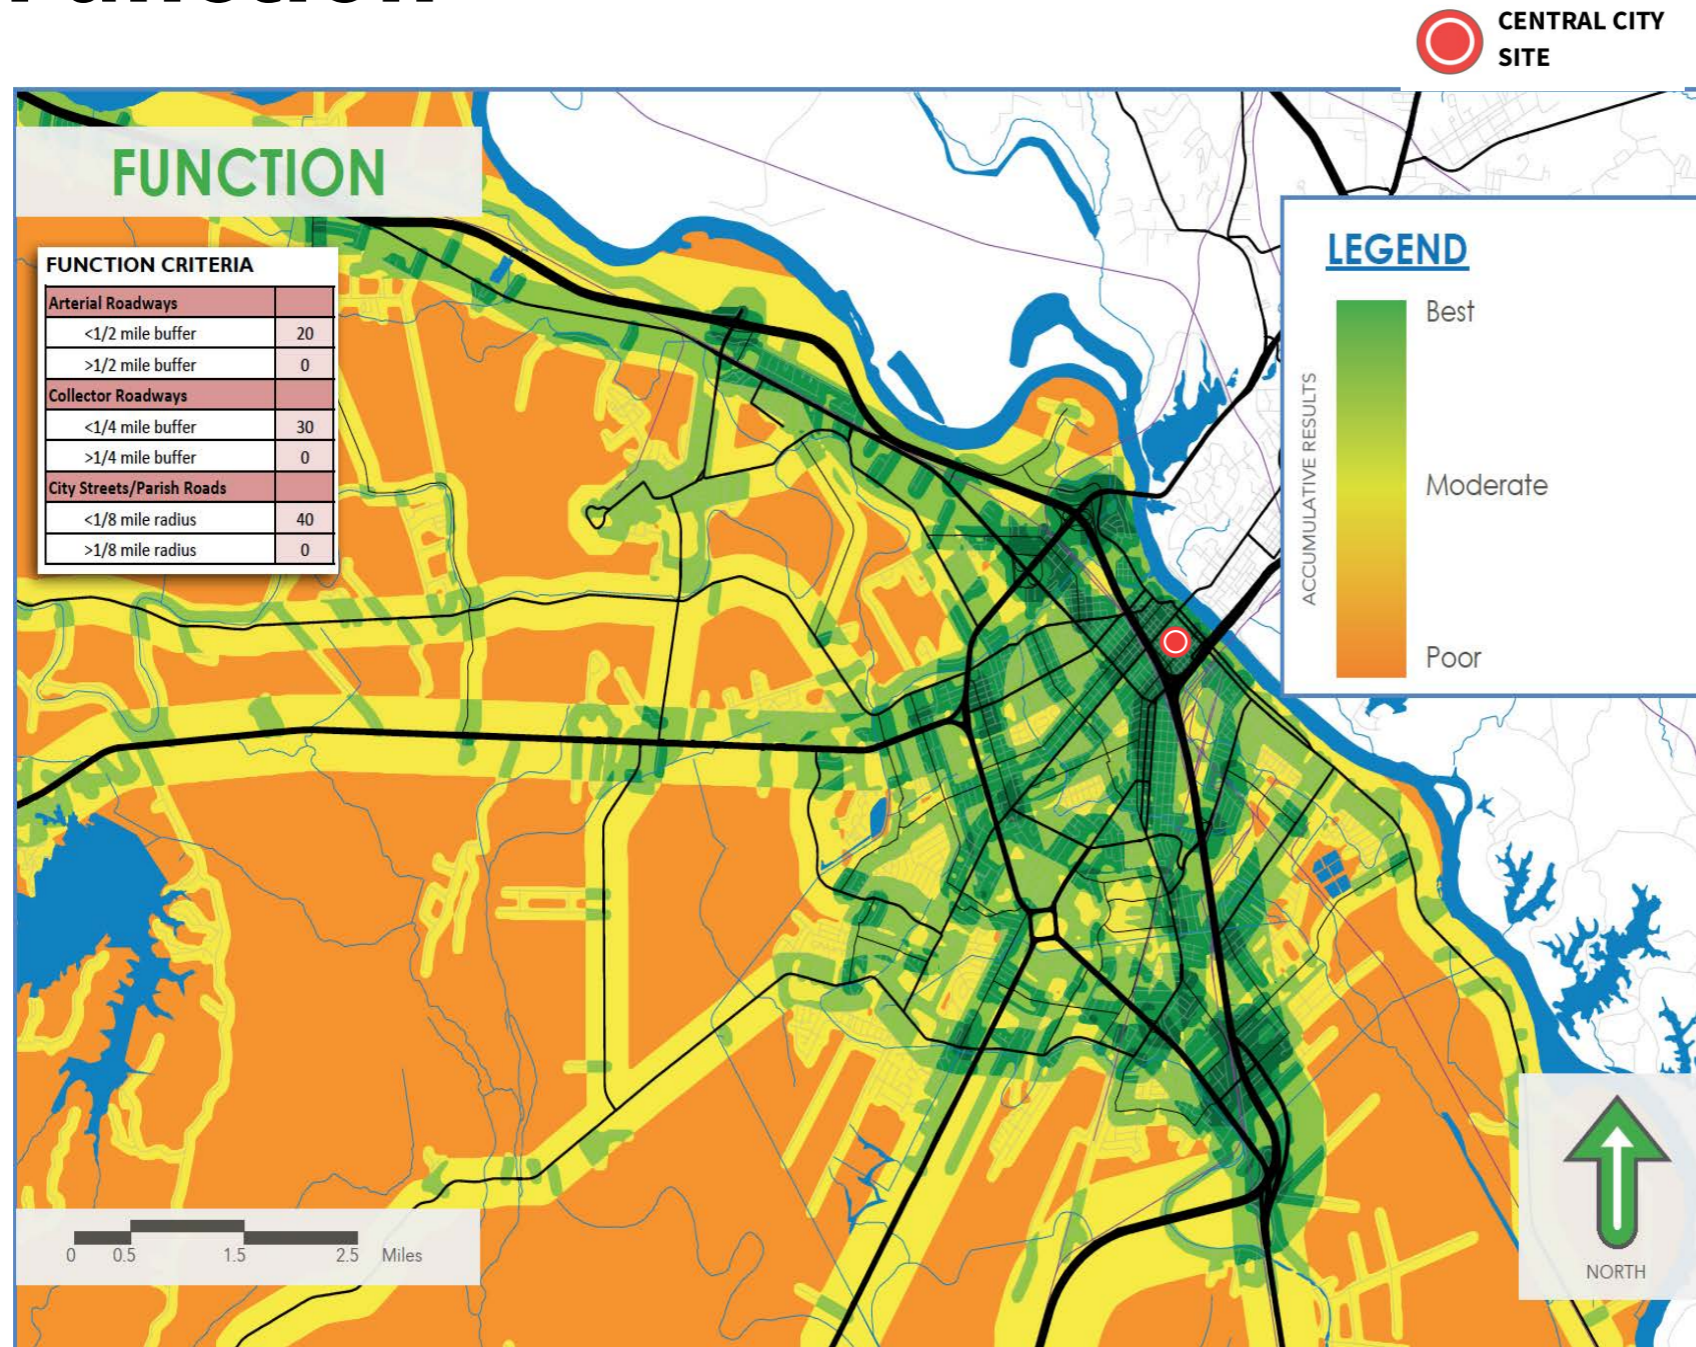 Function
CENTRAL CITY
SITE
FUNCTION
FUNCTION CRITERIA
Arterial Roadways
<1/2 mile buffer 20
>1/2 mile buffer 0
Collector Roadways
<1/4 mile buffer 30
>1/4 mile buffer 0
City Streets/Parish Roads
<1/8 mile radius 40
>1/8 mile radius 0
LEGEND
ACCUMULATIVE RESULTS
Best
Moderate
Poor
0 0.5 1.5 2.5 Miles
NORTH